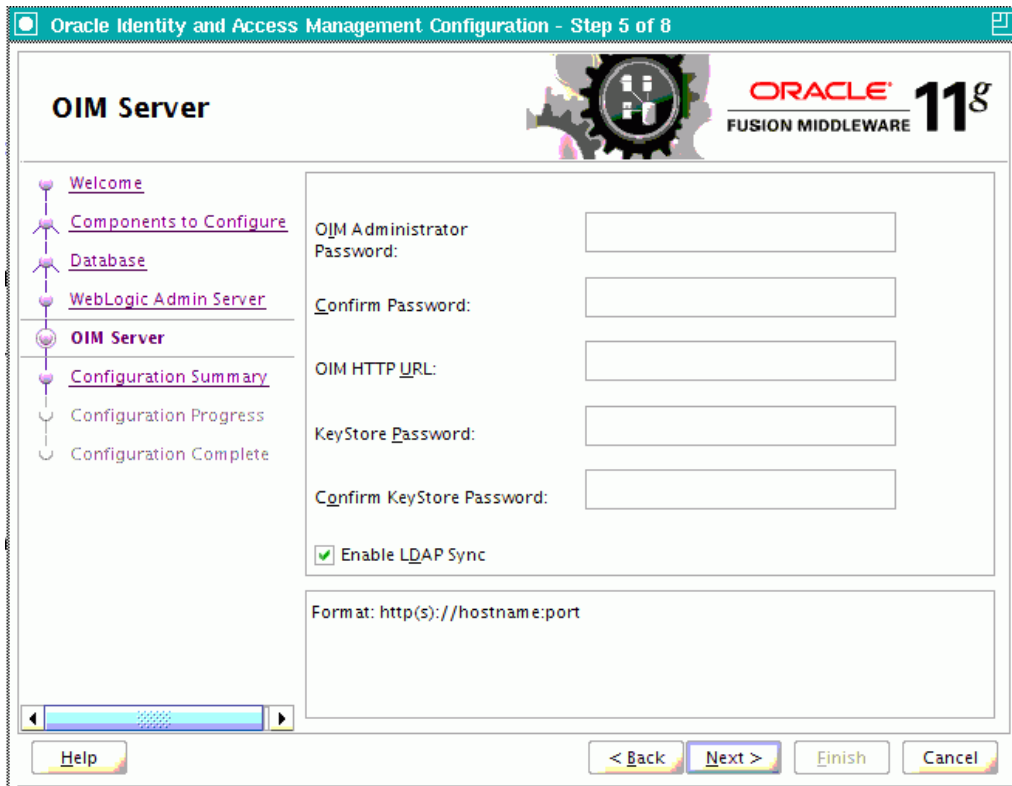 Oracle Identity and Access Management Configuration - Step 5 of 8
OIM Server
ORACLE
FUSION MIDDLEWARE
11g
Welcome
Components to Configure
Database
WebLogic Admin Server
OIM Server
Configuration Summary
Configuration Progress
Configuration Complete
OIM Administrator
Password:
Confirm Password:
OIM HTTP URL:
KeyStore Password:
Confirm KeyStore Password:
Enable LDAP Sync
Format: http(s)://hostname:port
Help
< Back
Next >
Finish
Cancel